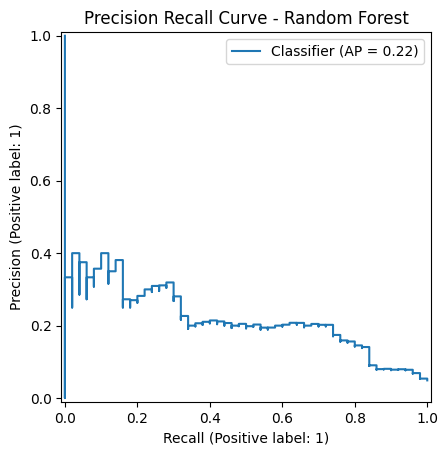 Precision Recall Curve - Random Forest
Classifier (AP = 0.22)
Precision (Positive label: 1)
1.0
0.8
0.6
0.4
0.2
0.0
0.0 0.2 0.4 0.6 0.8 1.0
Recall (Positive label: 1)